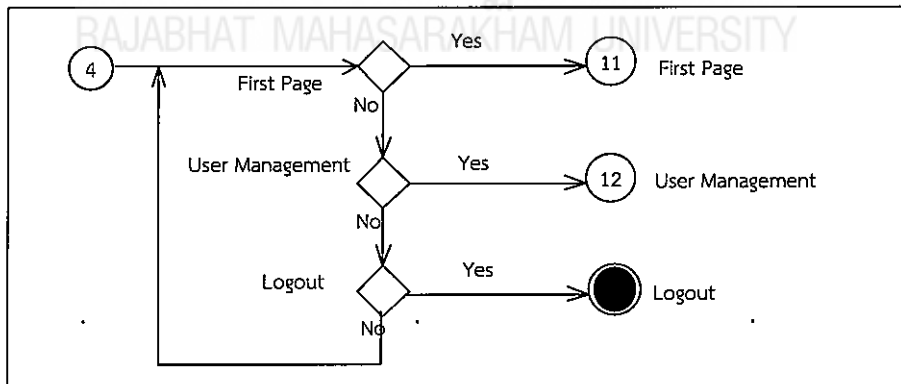 RAJABHAT MAHASARAKHAM UNIVERSITY
Yes
4
11
First Page
First Page
No
User Management
Yes
12
User Management
No
Logout
Yes
Logout
No